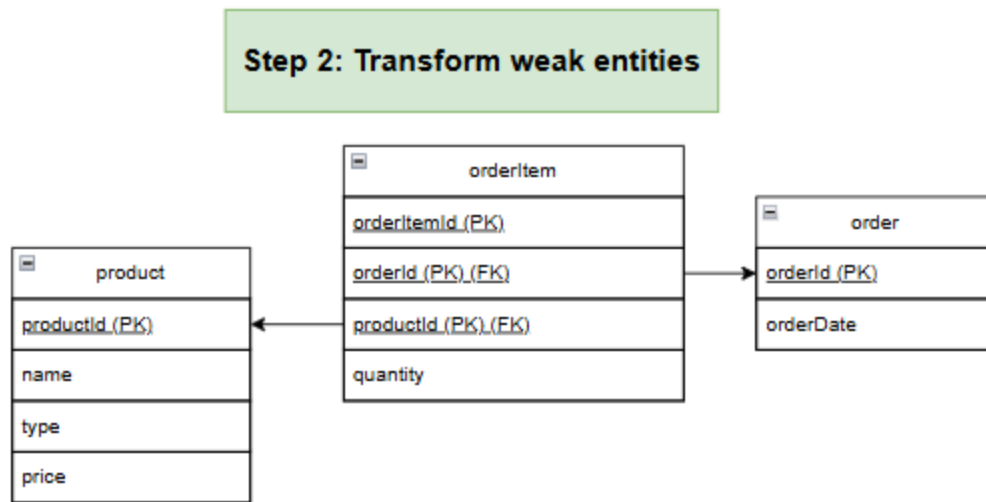 Step 2: Transform weak entities
product
productId (PK)
name
type
price
orderItem
orderItemId (PK)
orderId (PK) (FK)
productId (PK) (FK)
quantity
order
orderId (PK)
orderDate